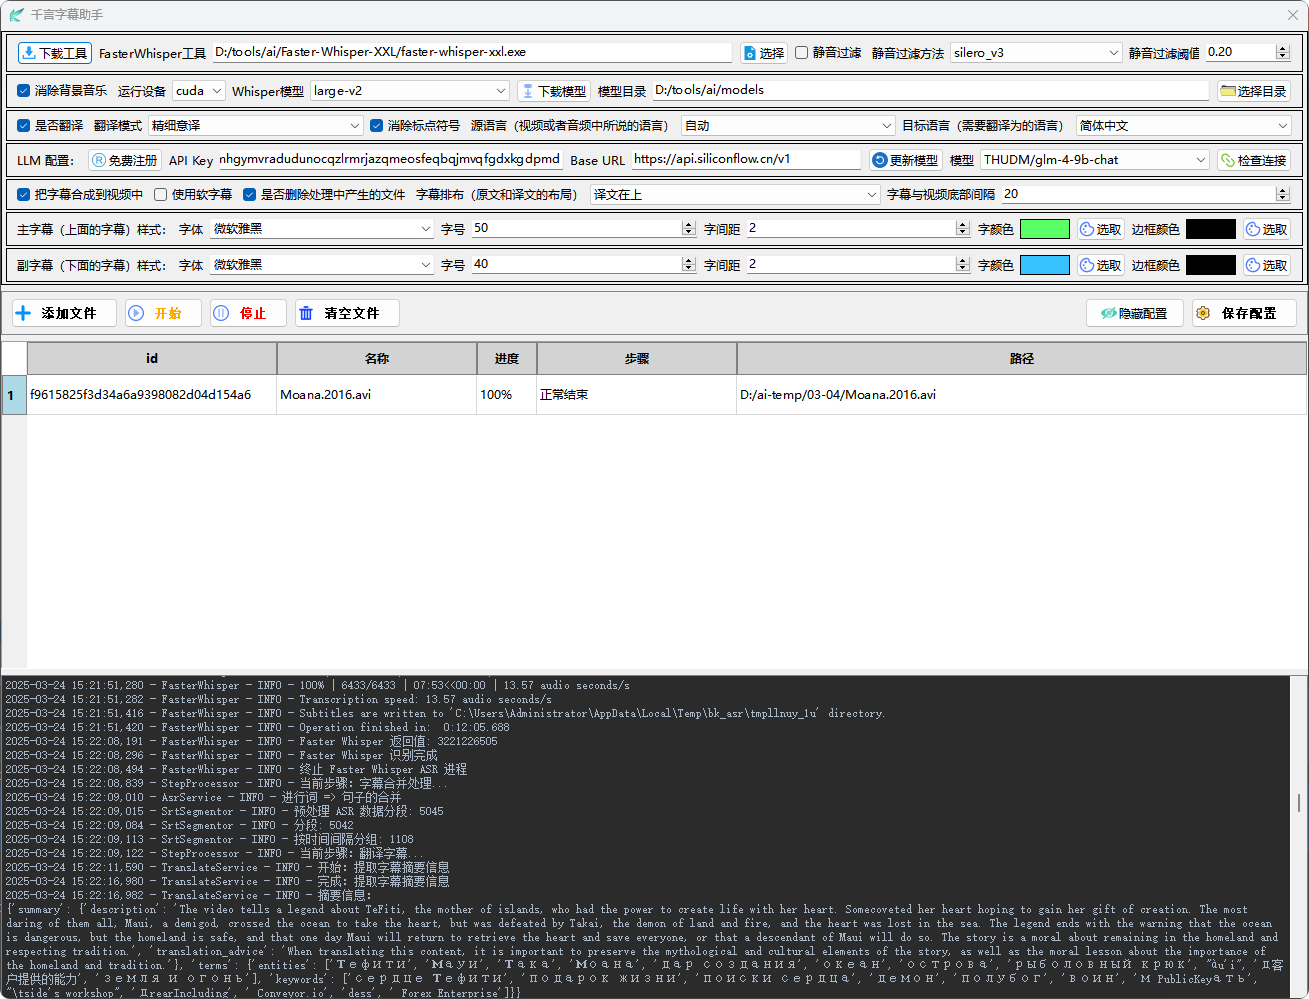 千言字幕助手
下载工具 FasterWhisper工具 D:/tools/ai/Faster-Whisper-XXL/faster-whisper-xxl.exe 选择 静音过滤 静音过滤方法 silero_v3 静音过滤阈值 0.20
消除背景音乐 运行设备 cuda Whisper模型 large-v2 下载模型 模型目录 D:/tools/ai/models 选择目录
是否翻译 翻译模式 精细意译 消除标点符号 源语言（视频或者音频中所说的语言） 自动 目标语言（需要翻译为的语言） 简体中文
LLM 配置: 免费注册 API Key nhgymvradudunocqzlrmrjazqmeosfeqbqjmvqfgdxkgdpmd Base URL https://api.siliconflow.cn/v1 更新模型 模型 THUDM/glm-4-9b-chat 检查连接
把字幕合成到视频中 使用软字幕 是否删除处理中产生的文件 字幕排布（原文和译文的布局） 译文在上 字幕与视频底部间隔 20
主字幕（上面的字幕）样式: 字体 微软雅黑 字号 50 字间距 2 字颜色 选取 边框颜色 选取
副字幕（下面的字幕）样式: 字体 微软雅黑 字号 40 字间距 2 字颜色 选取 边框颜色 选取
添加文件 开始 停止 清空文件 隐藏配置 保存配置
id 名称 进度 步骤 路径
1 f9615825f3d34a6a9398082d04d154a6 Moana.2016.avi 100% 正常结束 D:/ai-temp/03-04/Moana.2016.avi
2025-03-24 15:21:51,280 - FasterWhisper - INFO - 100% | 6433/6433 | 07:53<<00:00 | 13.57 audio seconds/s
2025-03-24 15:21:51,282 - FasterWhisper - INFO - Transcription speed: 13.57 audio seconds/s
2025-03-24 15:21:51,416 - FasterWhisper - INFO - Subtitles are written to 'C:\Users\Administrator\AppData\Local\Temp\bk_asr\tmpllnuy_1u' directory.
2025-03-24 15:21:51,420 - FasterWhisper - INFO - Operation finished in: 0:12:05.688
2025-03-24 15:22:08,191 - FasterWhisper - INFO - Faster Whisper 返回值: 3221226505
2025-03-24 15:22:08,296 - FasterWhisper - INFO - Faster Whisper 识别完成
2025-03-24 15:22:08,494 - FasterWhisper - INFO - 终止 Faster Whisper ASR 进程
2025-03-24 15:22:08,839 - StepProcessor - INFO - 当前步骤: 字幕合并处理...
2025-03-24 15:22:09,010 - AsrService - INFO - 进行词 => 句子的合并
2025-03-24 15:22:09,015 - SrtSegmentor - INFO - 预处理 ASR 数据分段: 5045
2025-03-24 15:22:09,084 - SrtSegmentor - INFO - 分段: 5042
2025-03-24 15:22:09,113 - SrtSegmentor - INFO - 按时间间隔分组: 1108
2025-03-24 15:22:09,122 - StepProcessor - INFO - 当前步骤: 翻译字幕...
2025-03-24 15:22:11,590 - TranslateService - INFO - 开始: 提取字幕摘要信息
2025-03-24 15:22:16,980 - TranslateService - INFO - 完成: 提取字幕摘要信息
2025-03-24 15:22:16,982 - TranslateService - INFO - 摘要信息:
{'summary': {'description': 'The video tells a legend about TeFiti, the mother of islands, who had the power to create life with her heart. Somecoveted her heart hoping to gain her gift of creation. The most
daring of them all, Maui, a demigod, crossed the ocean to take the heart, but was defeated by Takai, the demon of land and fire, and the heart was lost in the sea. The legend ends with the warning that the ocean
is dangerous, but the homeland is safe, and that one day Maui will return to retrieve the heart and save everyone, or that a descendant of Maui will do so. The story is a moral about remaining in the homeland and
respecting tradition.', 'translation_advice': 'When translating this content, it is important to preserve the mythological and cultural elements of the story, as well as the moral lesson about the importance of
the homeland and tradition.'}, 'terms': {'entities': ['Тефити', 'Мауи', 'Така', 'Моана', 'дар создания', 'океан', 'острова', 'рыболовный крюк', "āu'i", 'д客
户提供的能力', 'земля и огонь'], 'keywords': ['сердце Тефити', 'подарок жизни', 'поиски сердца', 'демон', 'полубог', 'воин', 'м PublicKeyать',
"\tside's workshop", 'ДrearIncluding', ' Conveyor.io', 'dess', ' Forex Enterprise']}}